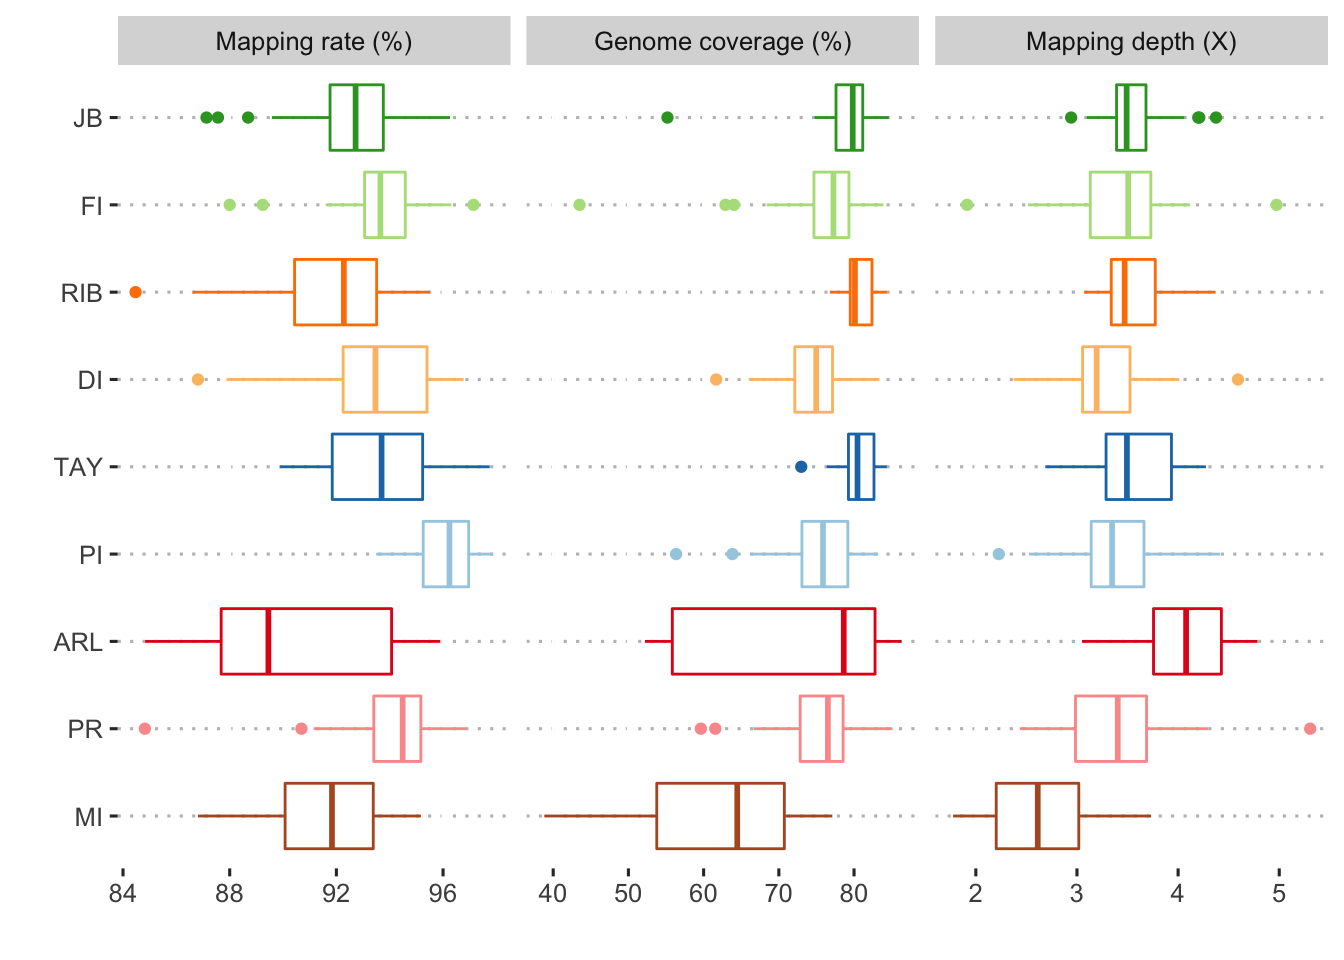 Mapping rate (%) Genome coverage (%) Mapping depth (X)
JB
FI
RIB
DI
TAY
PI
ARL
PR
MI
84 88 92 96 40 50 60 70 80 2 3 4 5